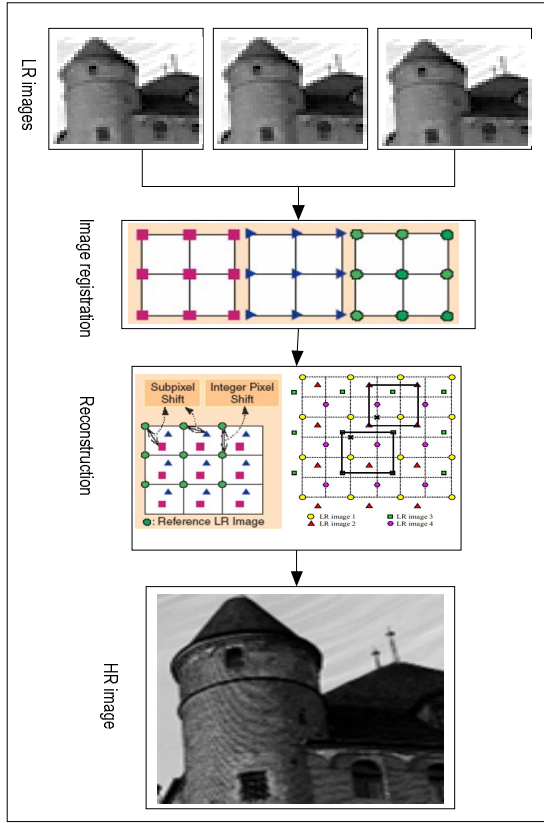 LR images
Image registration
Reconstruction
Subpixel
Shift
Integer Pixel
Shift
: Reference LR Image
LR image 1
LR image 2
LR image 3
LR image 4
HR image